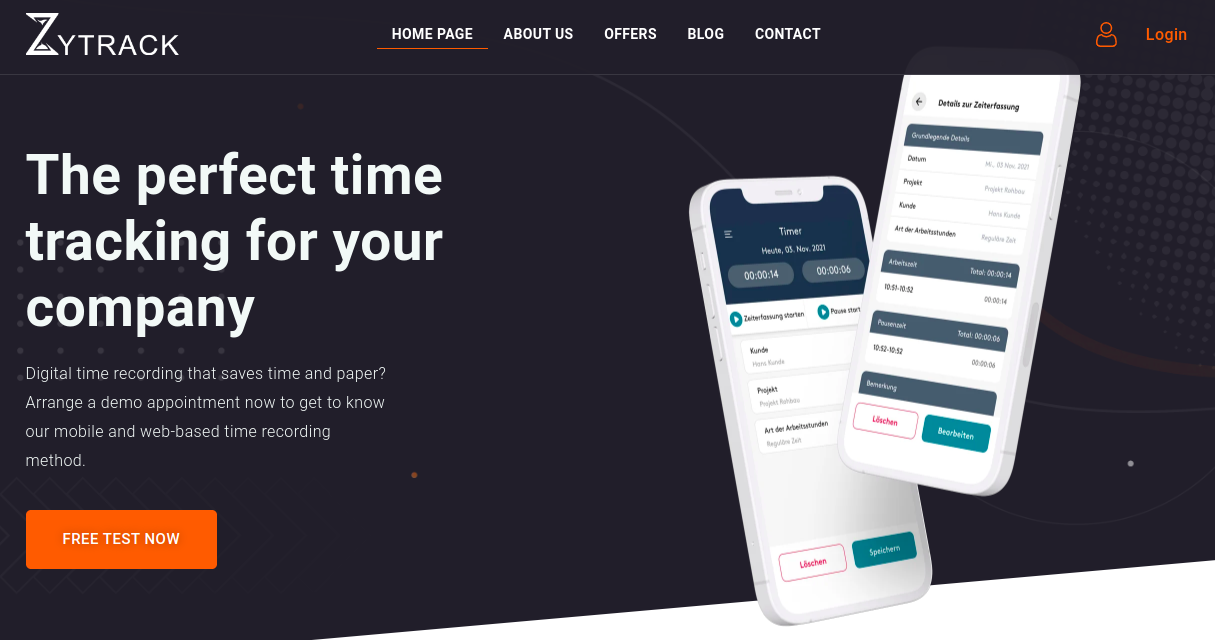 ZYTRACK
HOME PAGE
ABOUT US
OFFERS
BLOG
CONTACT
Login
The perfect time
tracking for your
company
Digital time recording that saves time and paper?
Arrange a demo appointment now to get to know
our mobile and web-based time recording
method.
FREE TEST NOW
Timer
Heute, 03. Nov. 2021
00:00:14
00:00:06
Zeiterfassung starten
Pause start
Kunde
Hans Kunde
Projekt
Projekt Rohbau
Art der Arbeitsstunden
Reguläre Zeit
Löschen
Speichern
Details zur Zeiterfassung
Grundlegende Details
Datum
Mi., 03 Nov. 2021
Projekt
Projekt Rohbau
Kunde
Hans Kunde
Art der Arbeitsstunden
Reguläre Zeit
Arbeitszeit
Total: 00:00:14
10:51-10:52
00:00:14
Pausenzeit
Total: 00:00:06
10:52-10:52
00:00:06
Bemerkung
Löschen
Bearbeiten